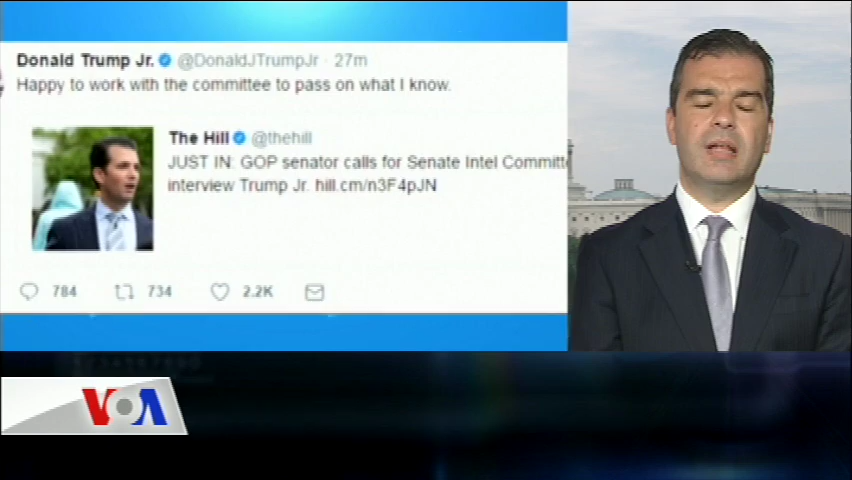 Donald Trump Jr. @DonaldJTrumpJr · 27m
Happy to work with the committee to pass on what I know.
The Hill @thehill
JUST IN: GOP senator calls for Senate Intel Committe
interview Trump Jr. hill.cm/n3F4pJN
784 734 2.2K
VOA